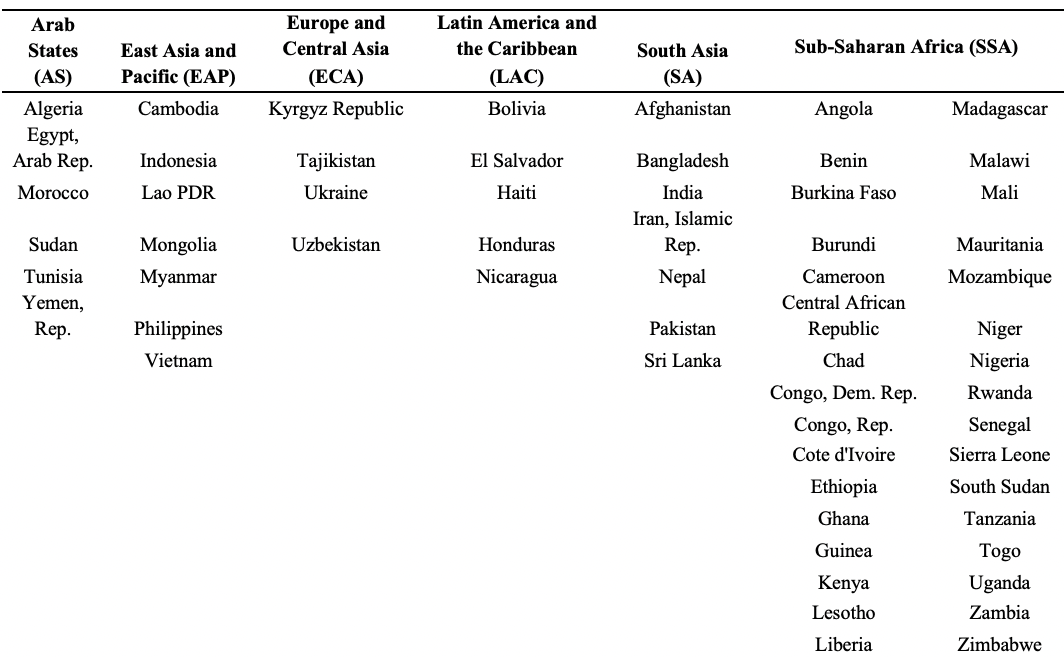 Arab States (AS) East Asia and Pacific (EAP) Europe and Central Asia (ECA) Latin America and the Caribbean (LAC) South Asia (SA) Sub-Saharan Africa (SSA)
Algeria Cambodia Kyrgyz Republic Bolivia Afghanistan Angola Madagascar
Egypt, Arab Rep. Indonesia Tajikistan El Salvador Bangladesh Benin Malawi
Morocco Lao PDR Ukraine Haiti India Burkina Faso Mali
Sudan Mongolia Uzbekistan Honduras Iran, Islamic Rep. Burundi Mauritania
Tunisia Myanmar Nicaragua Nepal Cameroon Mozambique
Yemen, Rep. Philippines Pakistan Central African Republic Niger
Vietnam Sri Lanka Chad Nigeria
Congo, Dem. Rep. Rwanda
Congo, Rep. Senegal
Cote d'Ivoire Sierra Leone
Ethiopia South Sudan
Ghana Tanzania
Guinea Togo
Kenya Uganda
Lesotho Zambia
Liberia Zimbabwe